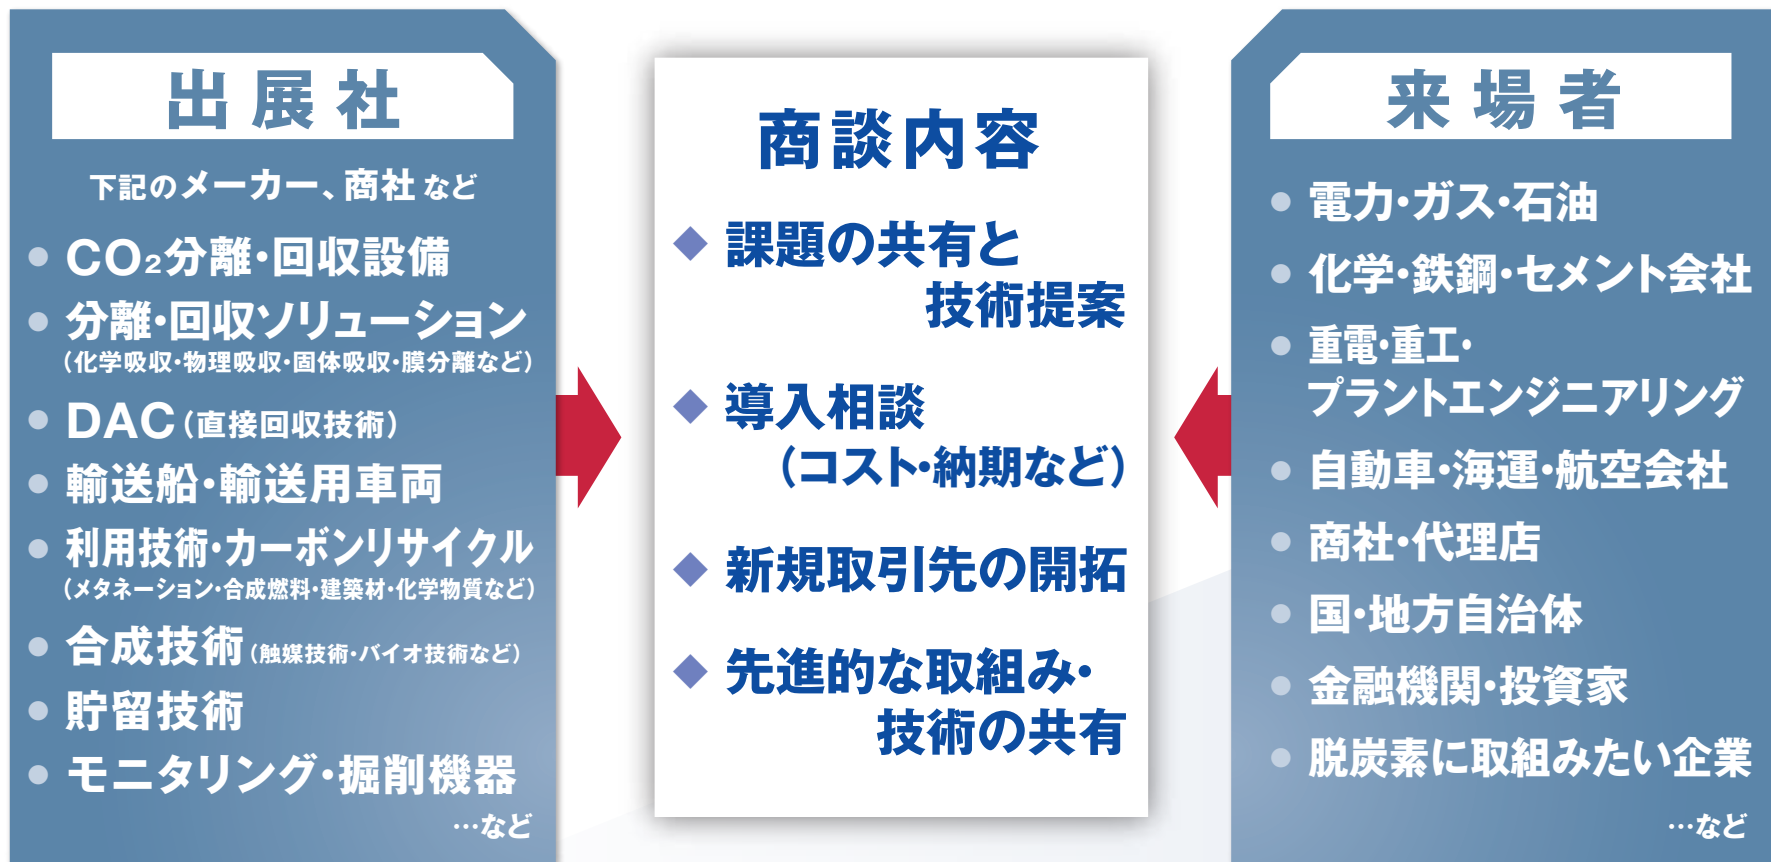 出展社
下記のメーカー、商社 など
CO₂分離・回収設備
分離・回収ソリューション
（化学吸収・物理吸収・固体吸収・膜分離など）
DAC（直接回収技術）
輸送船・輸送用車両
利用技術・カーボンリサイクル
（メタネーション・合成燃料・建築材・化学物質など）
合成技術（触媒技術・バイオ技術など）
貯留技術
モニタリング・掘削機器
…など
商談内容
課題の共有と
技術提案
導入相談
（コスト・納期など）
新規取引先の開拓
先進的な取組み・
技術の共有
来場者
電力・ガス・石油
化学・鉄鋼・セメント会社
重電・重工・
プラントエンジニアリング
自動車・海運・航空会社
商社・代理店
国・地方自治体
金融機関・投資家
脱炭素に取組みたい企業
…など